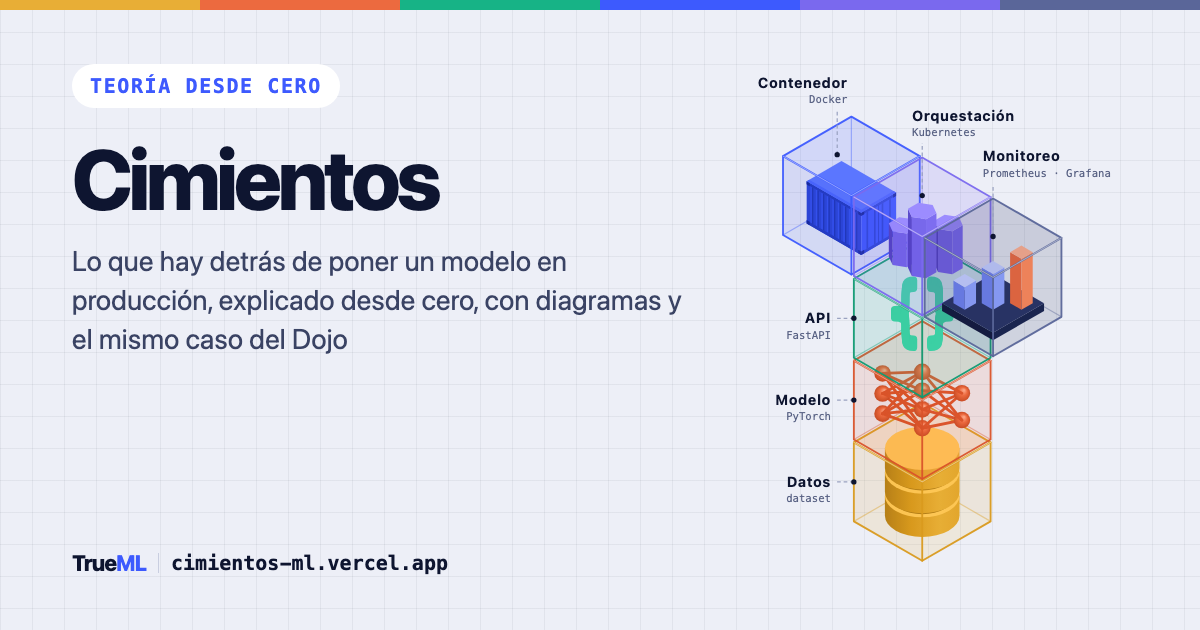 TEORÍA DESDE CERO
Cimientos
Lo que hay detrás de poner un modelo en
producción, explicado desde cero, con diagramas y
el mismo caso del Dojo
TrueML
cimientos-ml.vercel.app
Contenedor
Docker
Orquestación
Kubernetes
Monitoreo
Prometheus · Grafana
API
FastAPI
Modelo
PyTorch
Datos
dataset